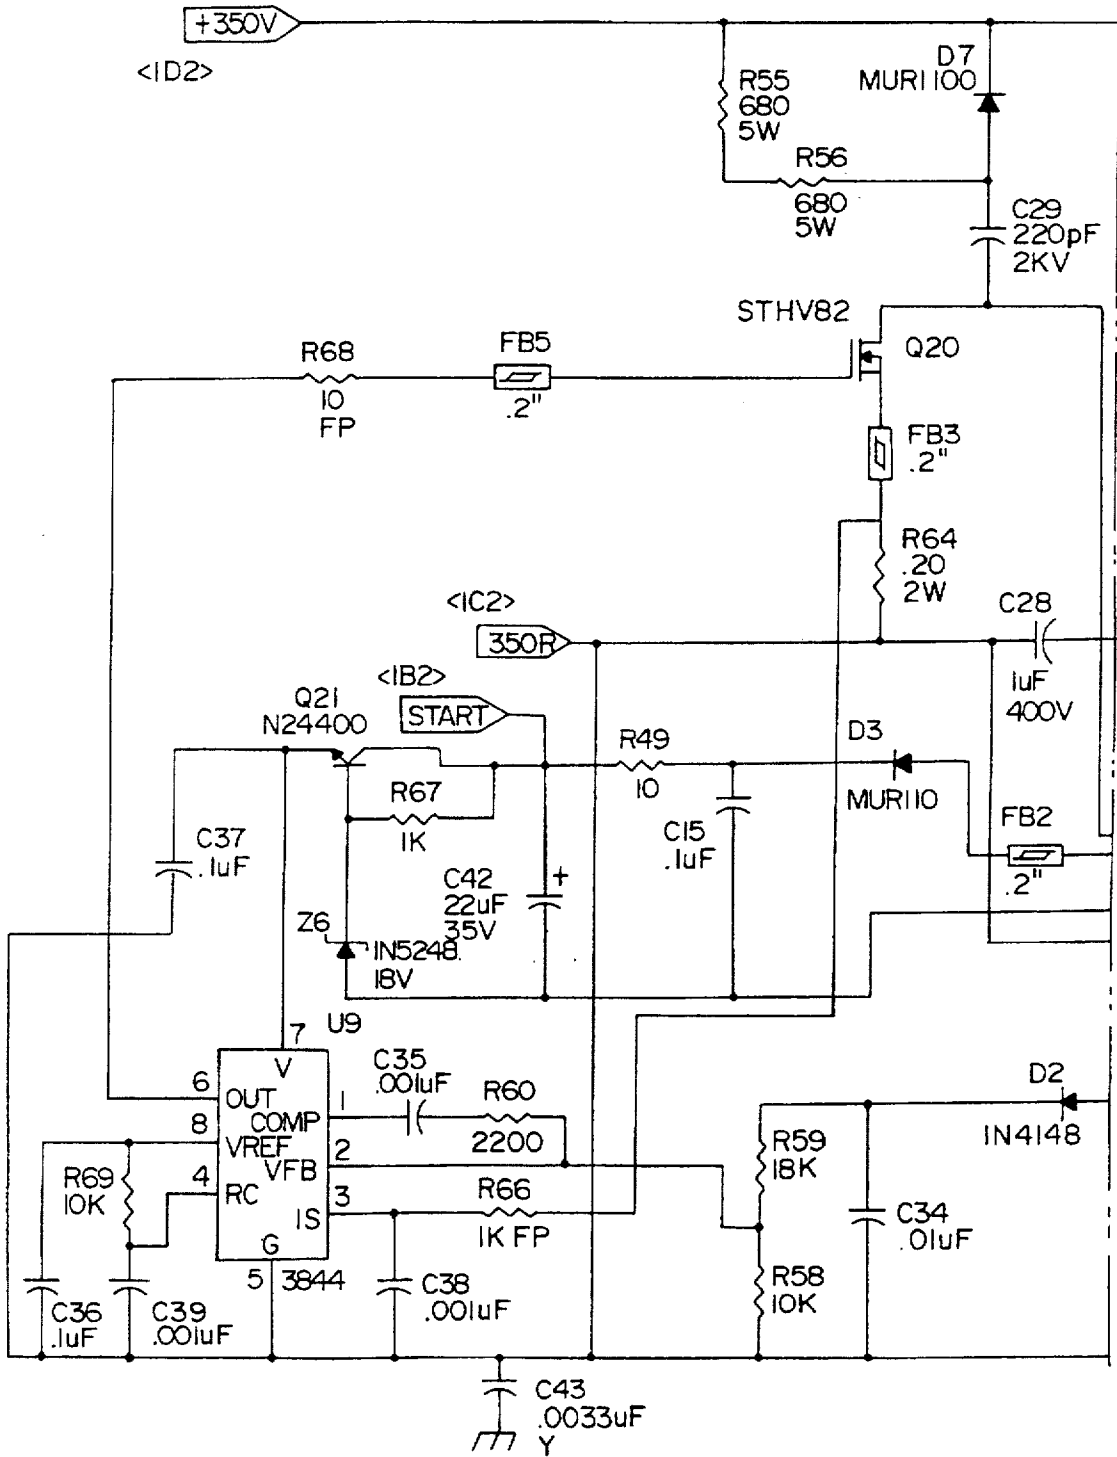 +350V
<ID2>
D7
MUR1100
R55
680
5W
R56
680
5W
C29
220pF
2KV
STHV82
Q20
R68
10
FP
FB5
.2"
FB3
.2"
R64
.20
2W
<IC2>
350R
C28
1uF
400V
<IB2>
START
Q21
N24400
R49
10
D3
MUR110
R67
1K
C37
.1uF
C15
.1uF
FB2
.2"
C42
+
22uF
35V
Z6
IN5248
18V
7
U9
V
6
OUT
COMP
1
C35
.001uF
R60
2200
D2
1N4148
8
VREF
VFB
2
R59
18K
R69
10K
4
RC
IS
3
R66
1K FP
C34
.01uF
G
5
3844
C38
.001uF
R58
10K
C36
.1uF
C39
.001uF
C43
.0033uF
Y